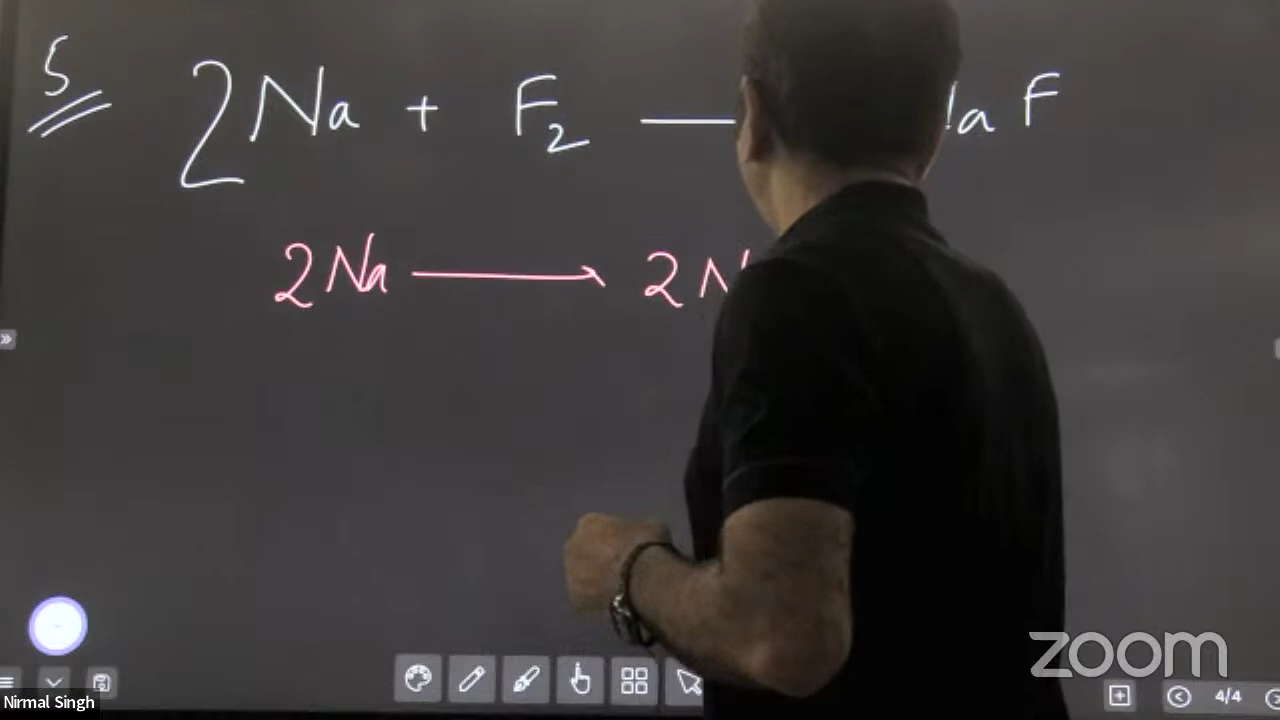 5 2Na + F2 — aF
2Na → 2N
zoom
4/4
Nirmal Singh